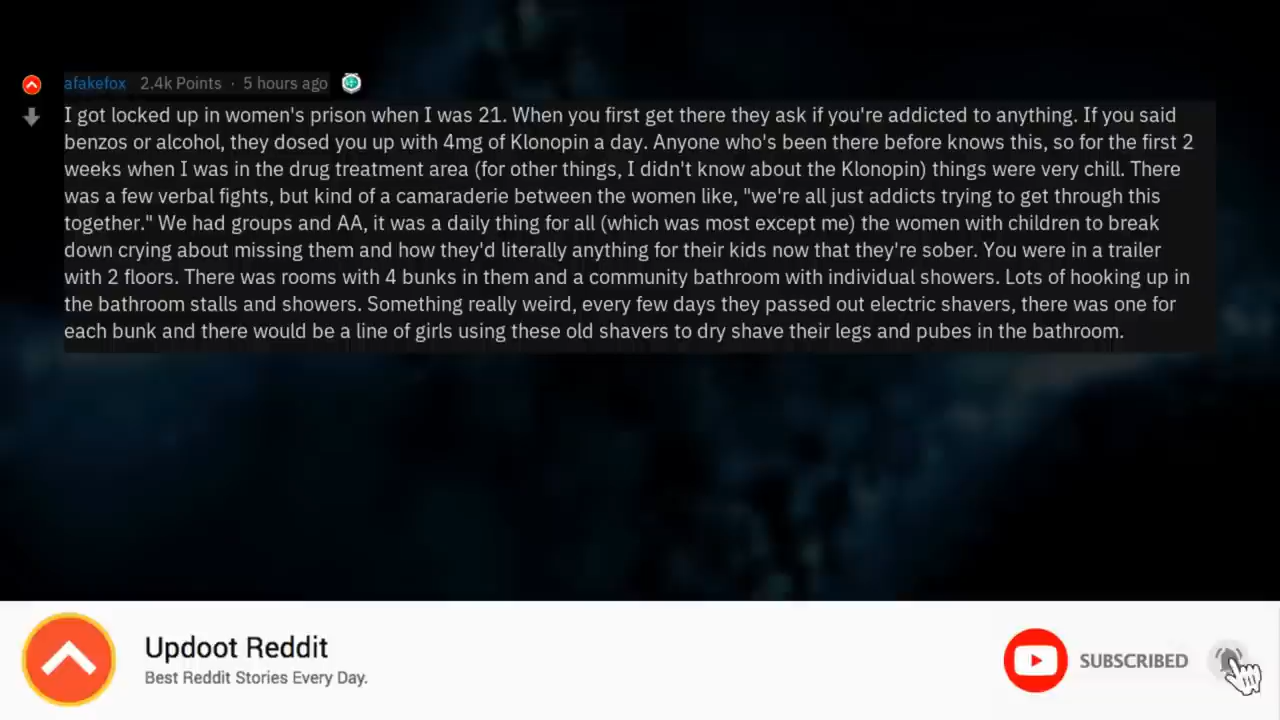 afakefox 2.4k Points · 5 hours ago
I got locked up in women's prison when I was 21. When you first get there they ask if you're addicted to anything. If you said
benzos or alcohol, they dosed you up with 4mg of Klonopin a day. Anyone who's been there before knows this, so for the first 2
weeks when I was in the drug treatment area (for other things, I didn't know about the Klonopin) things were very chill. There
was a few verbal fights, but kind of a camaraderie between the women like, "we're all just addicts trying to get through this
together." We had groups and AA, it was a daily thing for all (which was most except me) the women with children to break
down crying about missing them and how they'd literally anything for their kids now that they're sober. You were in a trailer
with 2 floors. There was rooms with 4 bunks in them and a community bathroom with individual showers. Lots of hooking up in
the bathroom stalls and showers. Something really weird, every few days they passed out electric shavers, there was one for
each bunk and there would be a line of girls using these old shavers to dry shave their legs and pubes in the bathroom.
Updoot Reddit
Best Reddit Stories Every Day.
SUBSCRIBED